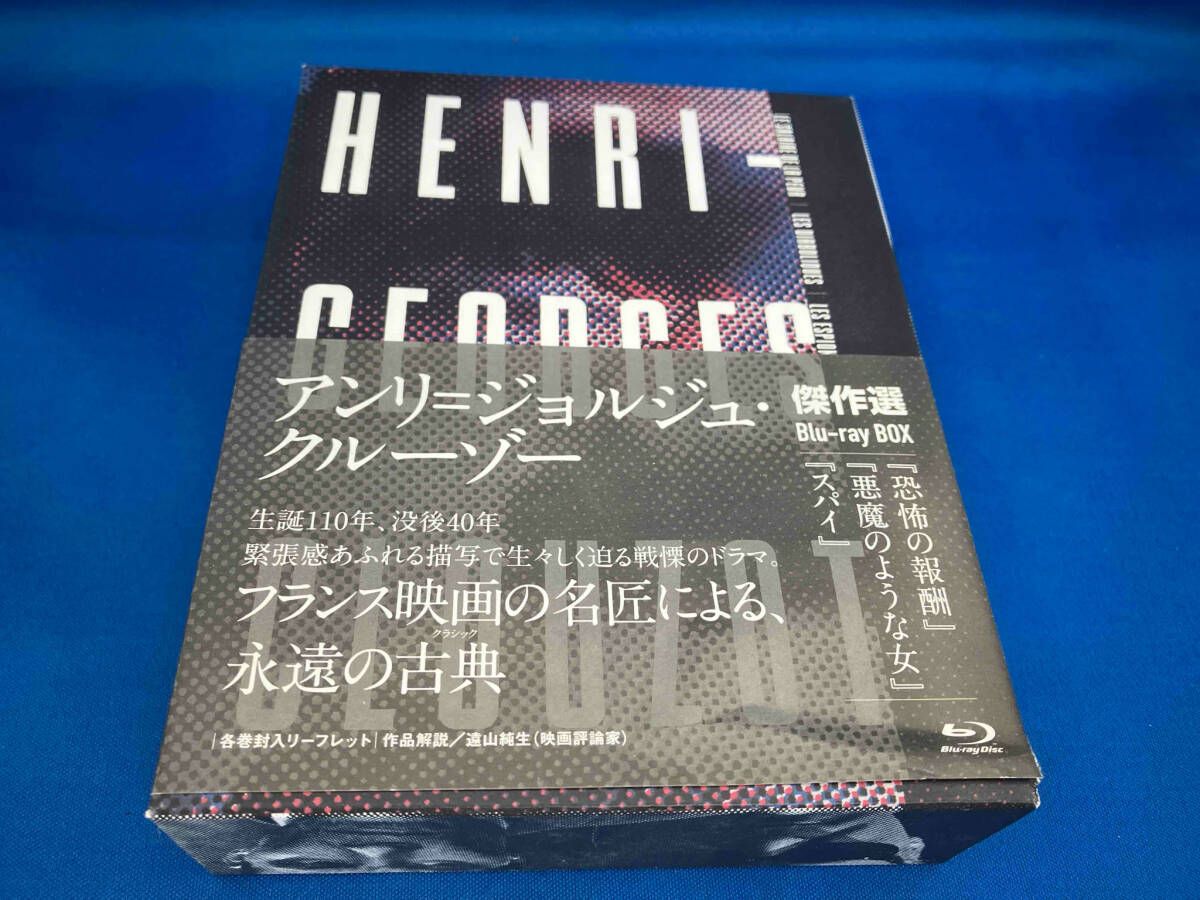 HENRI-
GEORGES
CLOUZOT
LE SALAIRE DE LA PEUR | LES DIABOLIQUES | LES ESPION
アンリ=ジョルジュ・
クルーゾー
傑作選
Blu-ray BOX
『恐怖の報酬』
『悪魔のような女』
『スパイ』
生誕110年、没後40年
緊張感あふれる描写で生々しく迫る戦慄のドラマ。
フランス映画の名匠による、
クラシック
永遠の古典
|各巻封入リーフレット|作品解説／遠山純生(映画評論家)
Blu-ray Disc